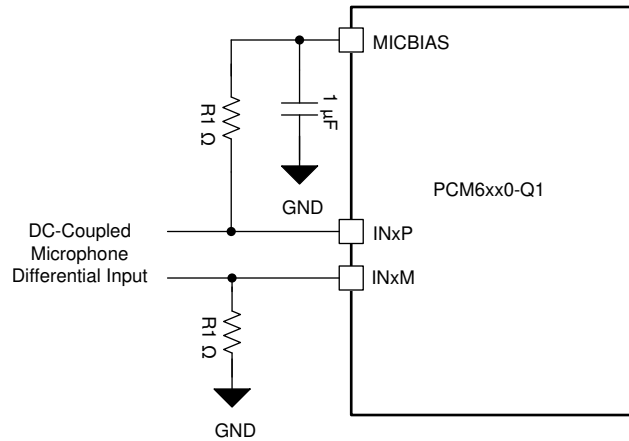 MICBIAS
R1 Ω
1 µF
GND
PCM6xx0-Q1
DC-Coupled
Microphone
Differential Input
INxP
INxM
R1 Ω
GND